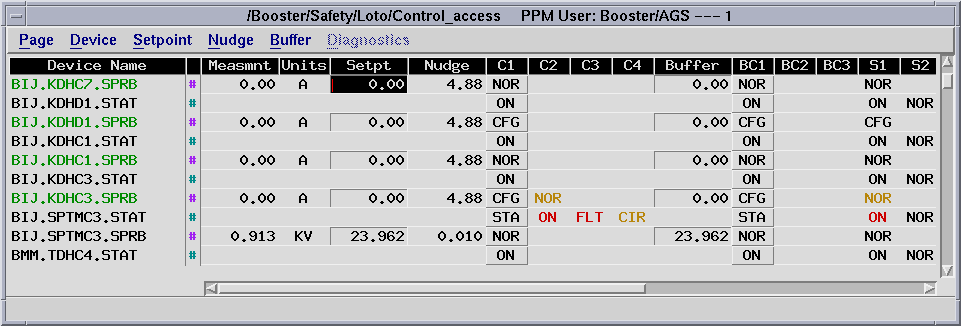 /Booster/Safety/Loto/Control_access PPM User: Booster/AGS --- 1
Page Device Setpoint Nudge Buffer Diagnostics
Device Name Measmnt Units Setpt Nudge C1 C2 C3 C4 Buffer BC1 BC2 BC3 S1 S2
BIJ.KDHC7.SPRB # 0.00 A 0.00 4.88 NOR 0.00 NOR NOR
BIJ.KDHD1.STAT # ON ON ON NOR
BIJ.KDHD1.SPRB # 0.00 A 0.00 4.88 CFG 0.00 CFG CFG
BIJ.KDHC1.STAT # ON ON ON NOR
BIJ.KDHC1.SPRB # 0.00 A 0.00 4.88 NOR 0.00 NOR NOR
BIJ.KDHC3.STAT # ON ON ON NOR
BIJ.KDHC3.SPRB # 0.00 A 0.00 4.88 CFG NOR 0.00 CFG NOR
BIJ.SPTMC3.STAT # STA ON FLT CIR STA ON NOR
BIJ.SPTMC3.SPRB # 0.913 KV 23.962 0.010 NOR 23.962 NOR NOR
BMM.TDHC4.STAT # ON ON ON NOR